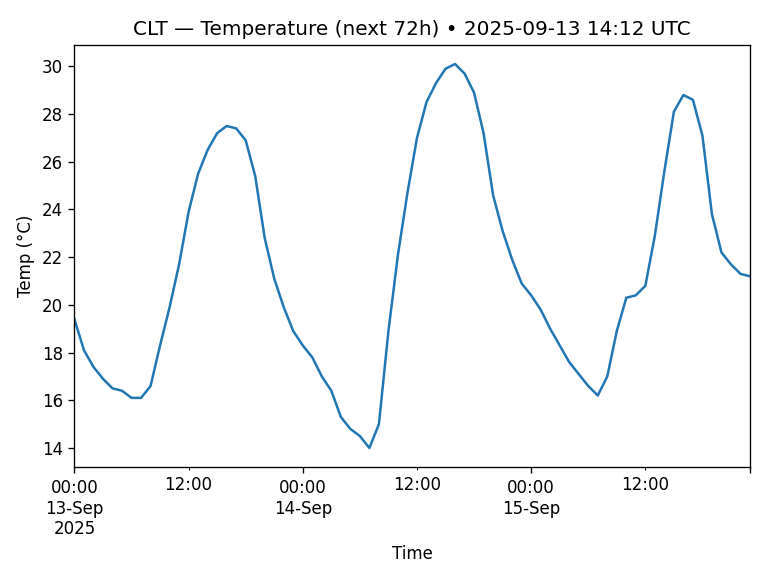 CLT — Temperature (next 72h) • 2025-09-13 14:12 UTC
Temp (°C)
30
28
26
24
22
20
18
16
14
00:00 12:00 00:00 12:00 00:00 12:00
13-Sep 14-Sep 15-Sep
2025
Time